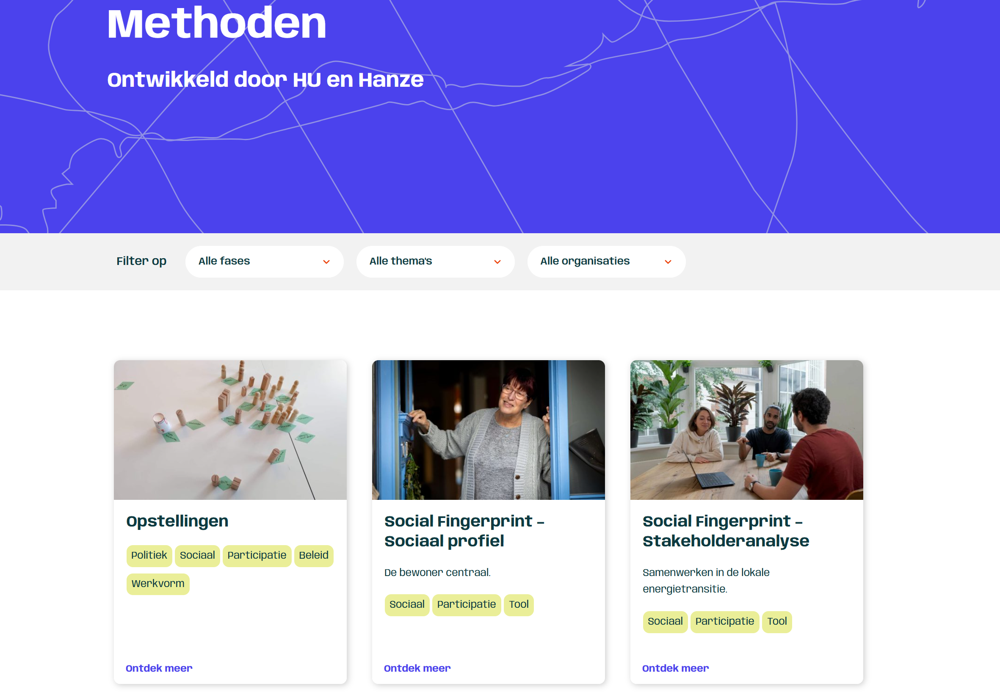 Methoden
Ontwikkeld door HU en Hanze
Filter op
Alle fases
Alle thema's
Alle organisaties
Opstellingen
Politiek
Sociaal
Participatie
Beleid
Werkvorm
Ontdek meer
Social Fingerprint –
Sociaal profiel
De bewoner centraal.
Sociaal
Participatie
Tool
Ontdek meer
Social Fingerprint –
Stakeholderanalyse
Samenwerken in de lokale
energietransitie.
Sociaal
Participatie
Tool
Ontdek meer